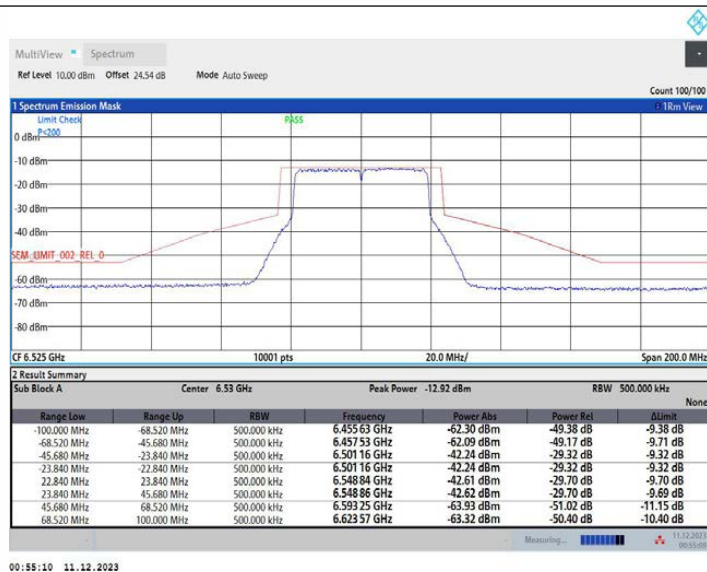 MultiView Spectrum
Ref Level 10.00 dBm Offset 24.54 dB Mode Auto Sweep
Count 100/100
1 Spectrum Emission Mask 1Rm View
Limit Check PASS
P<200
0 dBm
-10 dBm
-20 dBm
-30 dBm
-40 dBm
SEM_LIMIT_002_REL_0
-60 dBm
-70 dBm
-80 dBm
CF 6.525 GHz 10001 pts 20.0 MHz/ Span 200.0 MHz
2 Result Summary
Sub Block A Center 6.53 GHz Peak Power -12.92 dBm RBW 500.000 kHz
None
Range Low Range Up RBW Frequency Power Abs Power Rel ΔLimit
-100.000 MHz -68.520 MHz 500.000 kHz 6.455 63 GHz -62.30 dBm -49.38 dB -9.38 dB
-68.520 MHz -45.680 MHz 500.000 kHz 6.457 53 GHz -62.09 dBm -49.17 dB -9.71 dB
-45.680 MHz -23.840 MHz 500.000 kHz 6.501 16 GHz -42.24 dBm -29.32 dB -9.32 dB
-23.840 MHz -22.840 MHz 500.000 kHz 6.501 16 GHz -42.24 dBm -29.32 dB -9.32 dB
22.840 MHz 23.840 MHz 500.000 kHz 6.548 84 GHz -42.61 dBm -29.70 dB -9.70 dB
23.840 MHz 45.680 MHz 500.000 kHz 6.548 86 GHz -42.62 dBm -29.70 dB -9.69 dB
45.680 MHz 68.520 MHz 500.000 kHz 6.593 25 GHz -63.93 dBm -51.02 dB -11.15 dB
68.520 MHz 100.000 MHz 500.000 kHz 6.623 57 GHz -63.32 dBm -50.40 dB -10.40 dB
Measuring... 11.12.2023
00:55:09
00:55:10 11.12.2023